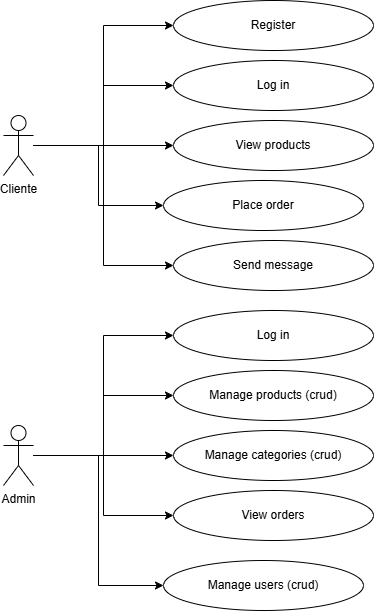 Register
Log in
View products
Cliente
Place order
Send message
Log in
Manage products (crud)
Manage categories (crud)
Admin
View orders
Manage users (crud)